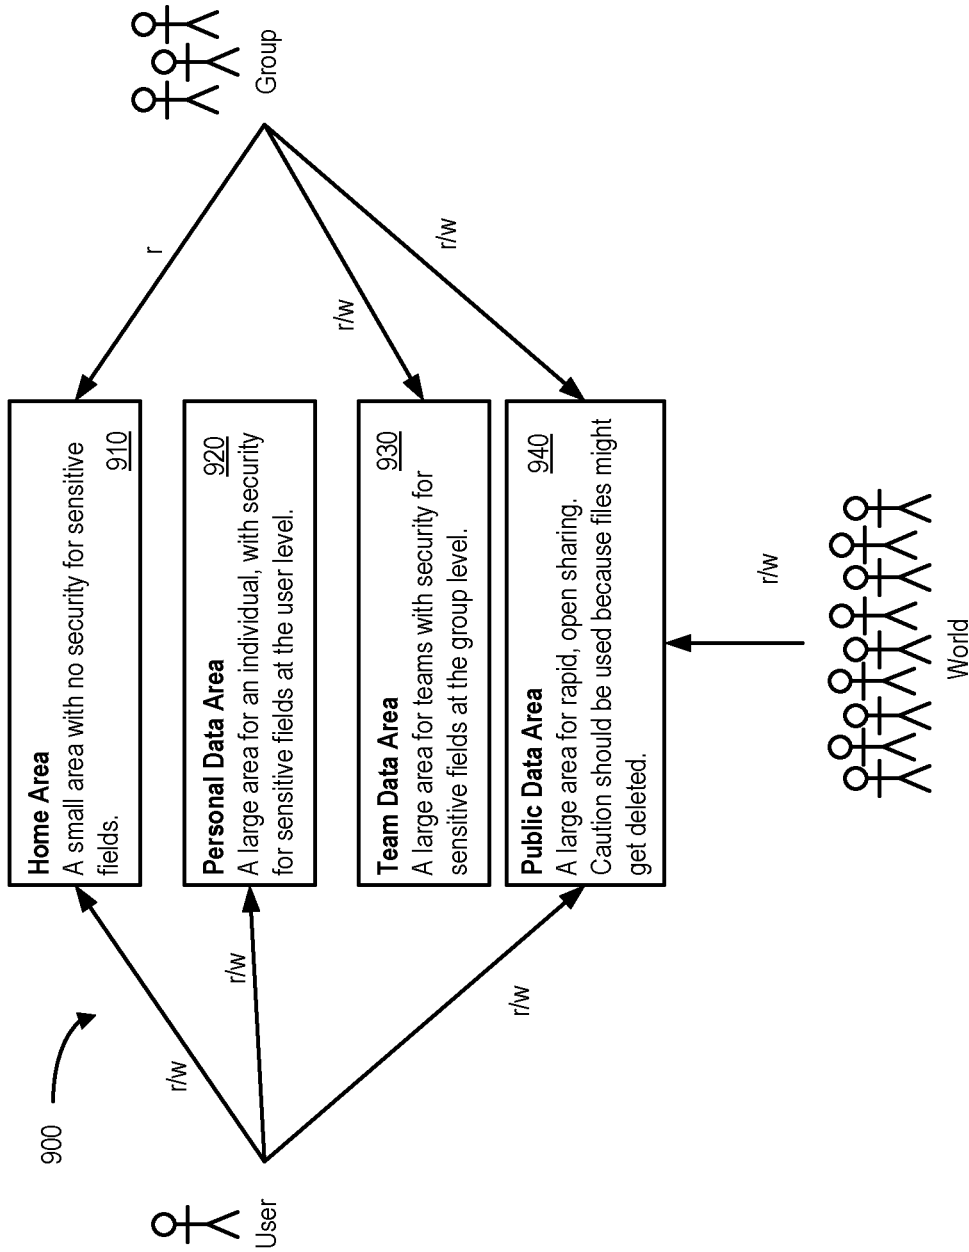 900
User
r/w
r/w
r/w
Home Area
A small area with no security for sensitive
fields.
910
Personal Data Area
920
A large area for an individual, with security
for sensitive fields at the user level.
Team Data Area
930
A large area for teams with security for
sensitive fields at the group level.
Public Data Area
940
A large area for rapid, open sharing.
Caution should be used because files might
get deleted.
r
r/w
r/w
Group
r/w
World